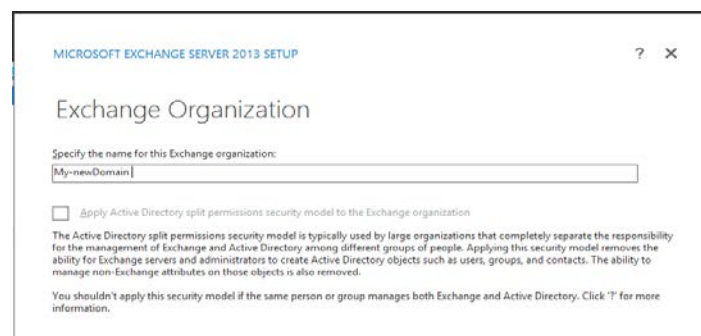 MICROSOFT EXCHANGE SERVER 2013 SETUP
? ✕
Exchange Organization
Specify the name for this Exchange organization:
My-newDomain
Apply Active Directory split permissions security model to the Exchange organization
The Active Directory split permissions security model is typically used by large organizations that completely separate the responsibility
for the management of Exchange and Active Directory among different groups of people. Applying this security model removes the
ability for Exchange servers and administrators to create Active Directory objects such as users, groups, and contacts. The ability to
manage non-Exchange attributes on those objects is also removed.
You shouldn't apply this security model if the same person or group manages both Exchange and Active Directory. Click '?' for more
information.